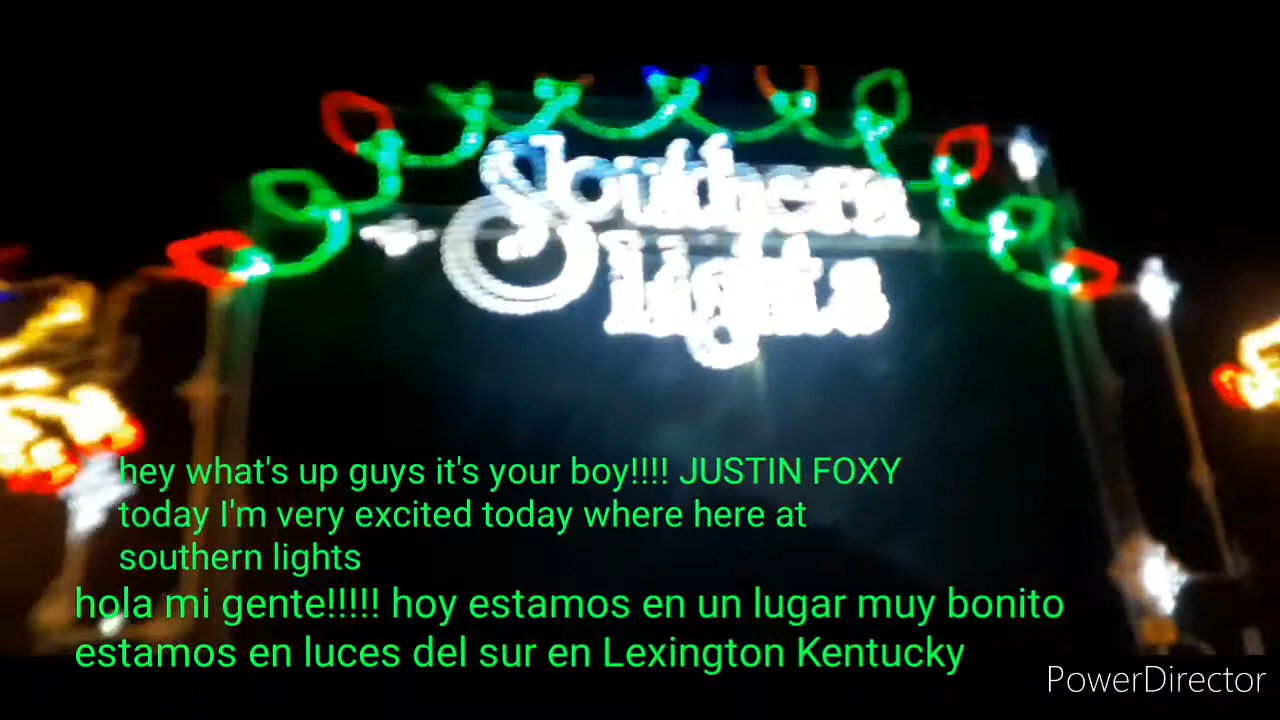 Southern
Lights
hey what's up guys it's your boy!!!! JUSTIN FOXY
today I'm very excited today where here at
southern lights
hola mi gente!!!!! hoy estamos en un lugar muy bonito
estamos en luces del sur en Lexington Kentucky
PowerDirector